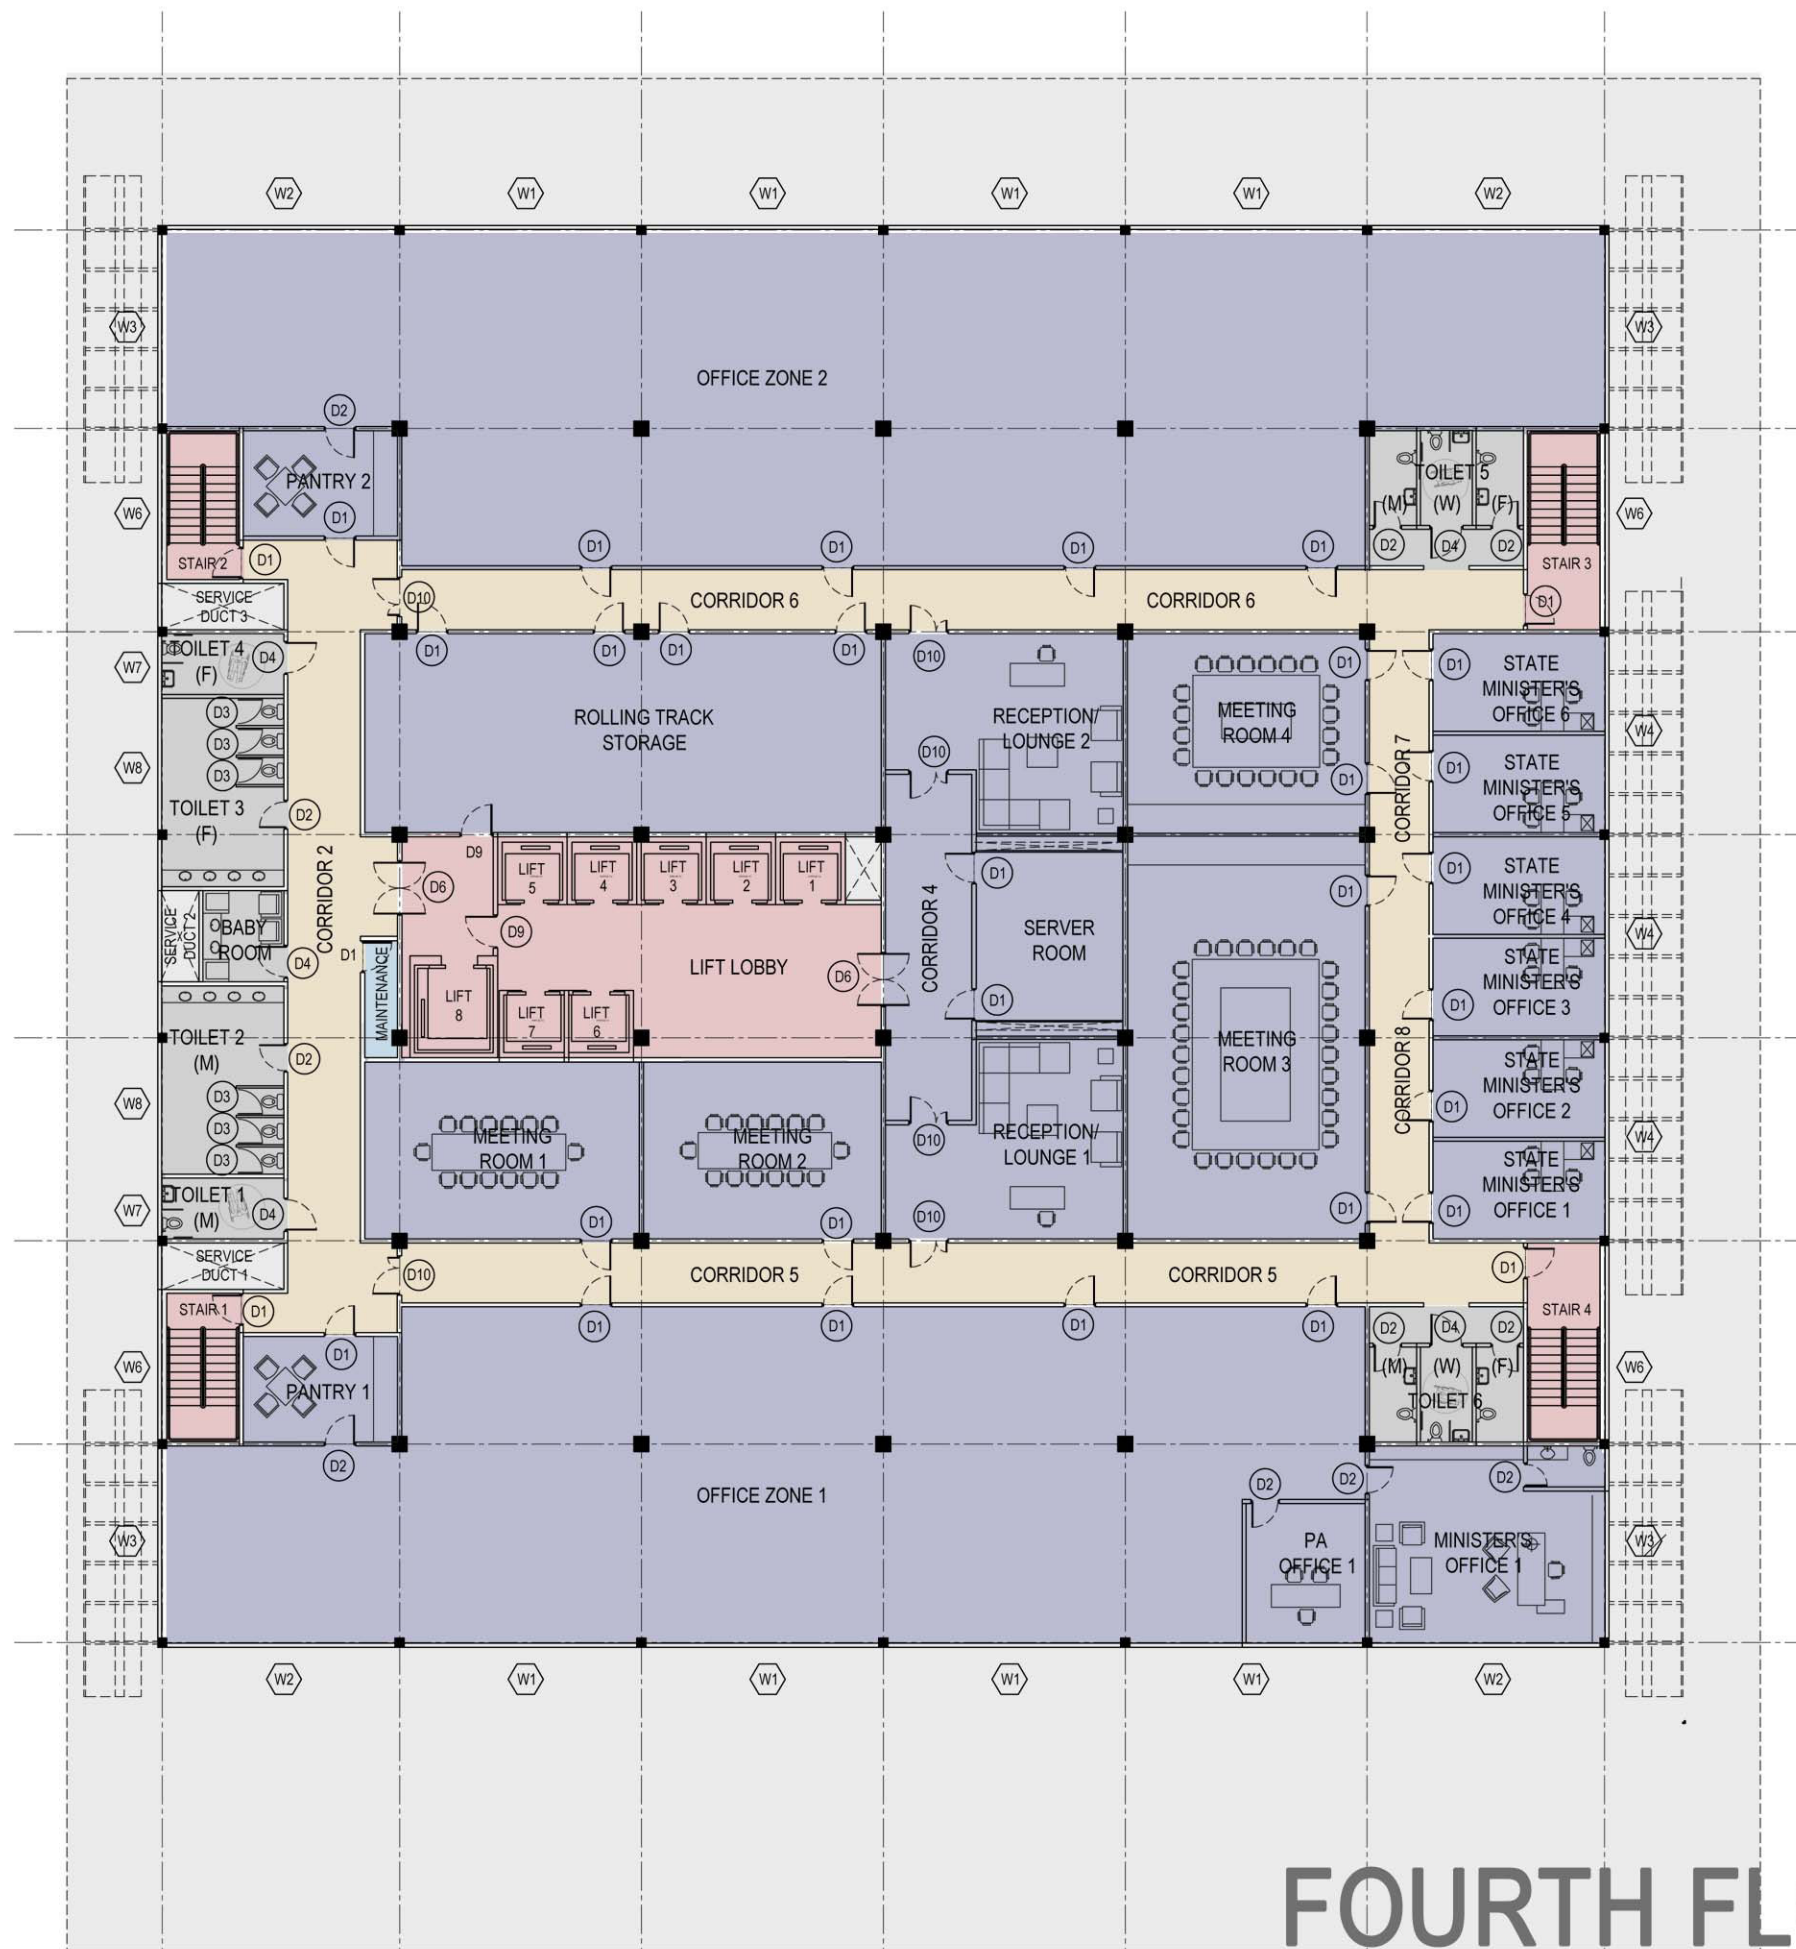 W2
W1
W1
W1
W1
W2
W3
W3
OFFICE ZONE 2
D2
PANTRY 2
TOILET 5
(M)
(W)
(F)
W6
W6
D1
D1
D1
D1
D1
D1
D2
D4
D2
STAIR 2
STAIR 3
SERVICE
DUCT 3
D10
CORRIDOR 6
CORRIDOR 6
D1
D1
D1
D1
D1
D10
D1
D1
W7
TOILET 4
(F)
D4
STATE
MINISTER'S
OFFICE 6
D3
D3
D3
ROLLING TRACK
STORAGE
RECEPTION/
LOUNGE 2
MEETING
ROOM 4
W4
W8
D10
D1
CORRIDOR 7
D1
STATE
MINISTER'S
OFFICE 5
TOILET 3
(F)
D2
CORRIDOR 2
D9
LIFT
5
LIFT
4
LIFT
3
LIFT
2
LIFT
1
D6
D1
D1
D1
STATE
MINISTER'S
OFFICE 4
SERVICE
DUCT 2
BABY
ROOM
D4
D1
D9
LIFT LOBBY
D6
CORRIDOR 4
SERVER
ROOM
W4
MAINTENANCE
LIFT
8
LIFT
7
LIFT
6
D1
D1
STATE
MINISTER'S
OFFICE 3
TOILET 2
(M)
D2
MEETING
ROOM 3
CORRIDOR 8
STATE
MINISTER'S
OFFICE 2
D1
W8
D3
D3
D3
MEETING
ROOM 1
MEETING
ROOM 2
D10
RECEPTION/
LOUNGE 1
W4
STATE
MINISTER'S
OFFICE 1
W7
TOILET 1
(M)
D4
D1
D1
D10
D1
D1
SERVICE
DUCT 1
D10
CORRIDOR 5
CORRIDOR 5
D1
STAIR 1
D1
STAIR 4
D1
D1
D1
D1
D1
D2
D4
D2
W6
(M)
(W)
(F)
W6
PANTRY 1
TOILET 6
D2
OFFICE ZONE 1
D2
D2
D2
W3
PA
OFFICE 1
MINISTER'S
OFFICE 1
W3
W2
W1
W1
W1
W1
W2
FOURTH FL